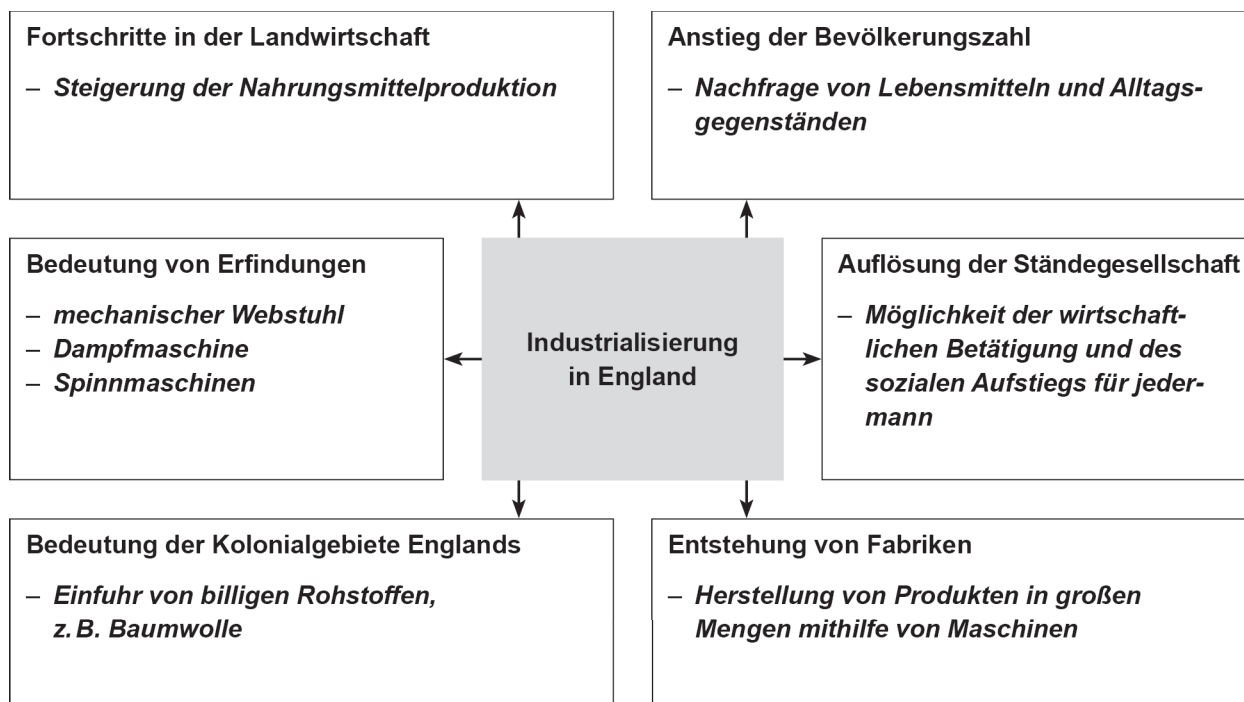 Fortschritte in der Landwirtschaft
– Steigerung der Nahrungsmittelproduktion
Anstieg der Bevölkerungszahl
– Nachfrage von Lebensmitteln und Alltags-
gegenständen
Bedeutung von Erfindungen
– mechanischer Webstuhl
– Dampfmaschine
– Spinnmaschinen
Industrialisierung
in England
Auflösung der Ständegesellschaft
– Möglichkeit der wirtschaft-
lichen Betätigung und des
sozialen Aufstiegs für jeder-
mann
Bedeutung der Kolonialgebiete Englands
– Einfuhr von billigen Rohstoffen,
z. B. Baumwolle
Entstehung von Fabriken
– Herstellung von Produkten in großen
Mengen mithilfe von Maschinen